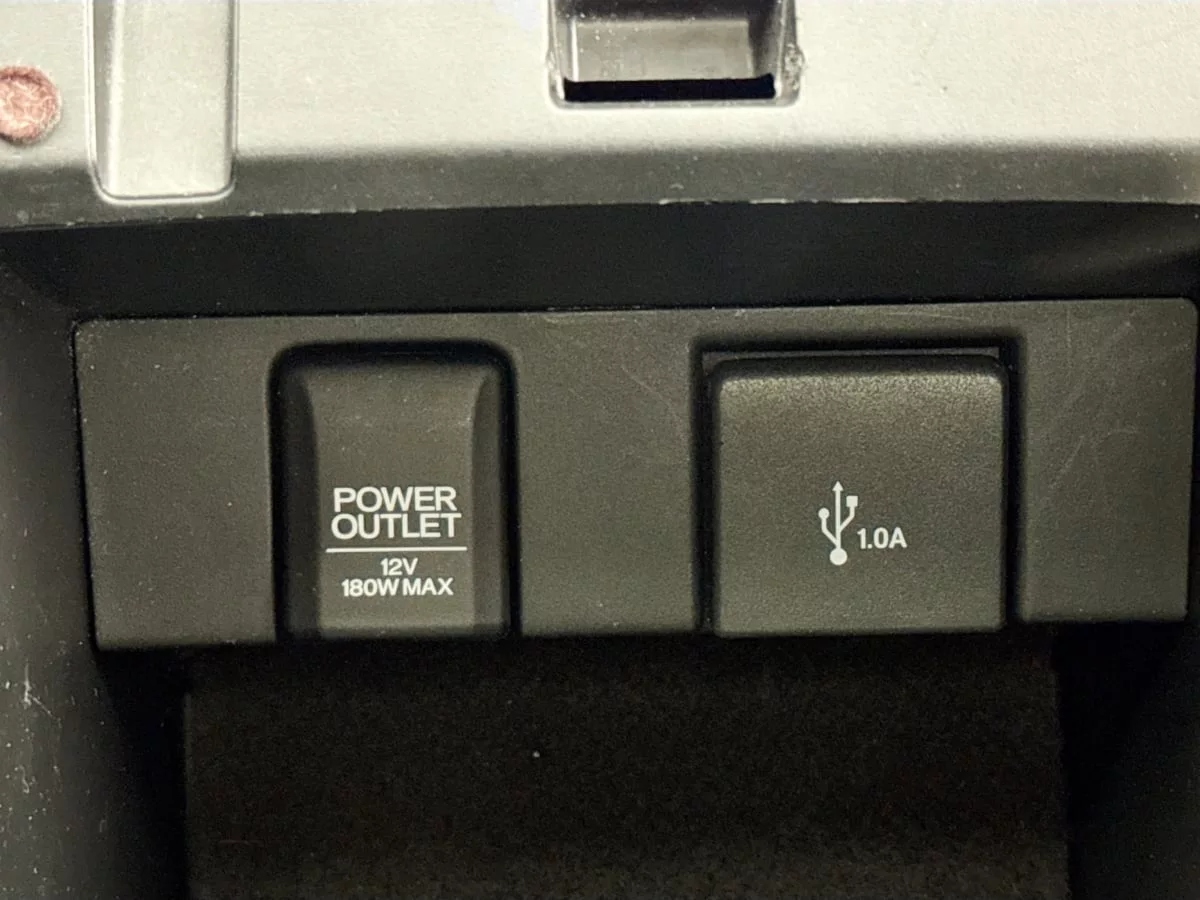 POWER
OUTLET
12V
180W MAX
1.0A